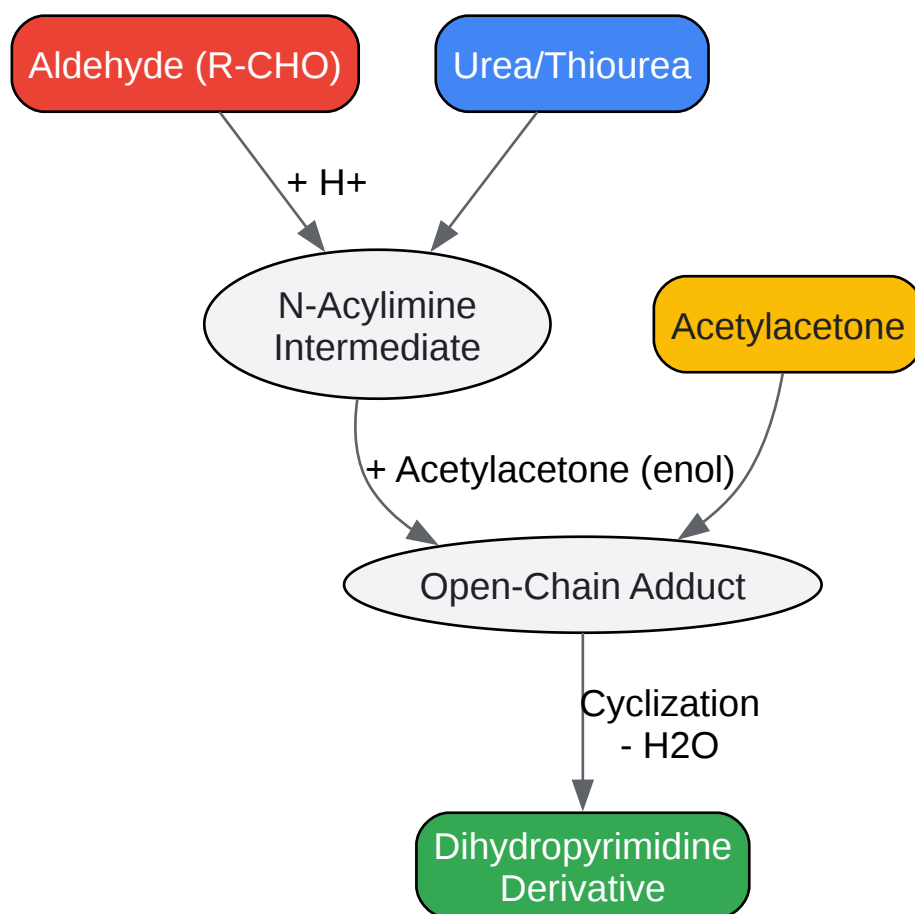 Aldehyde (R-CHO)
Urea/Thiourea
+ H+
N-Acylimine
Intermediate
Acetylacetone
+ Acetylacetone (enol)
Open-Chain Adduct
Cyclization
- H2O
Dihydropyrimidine
Derivative